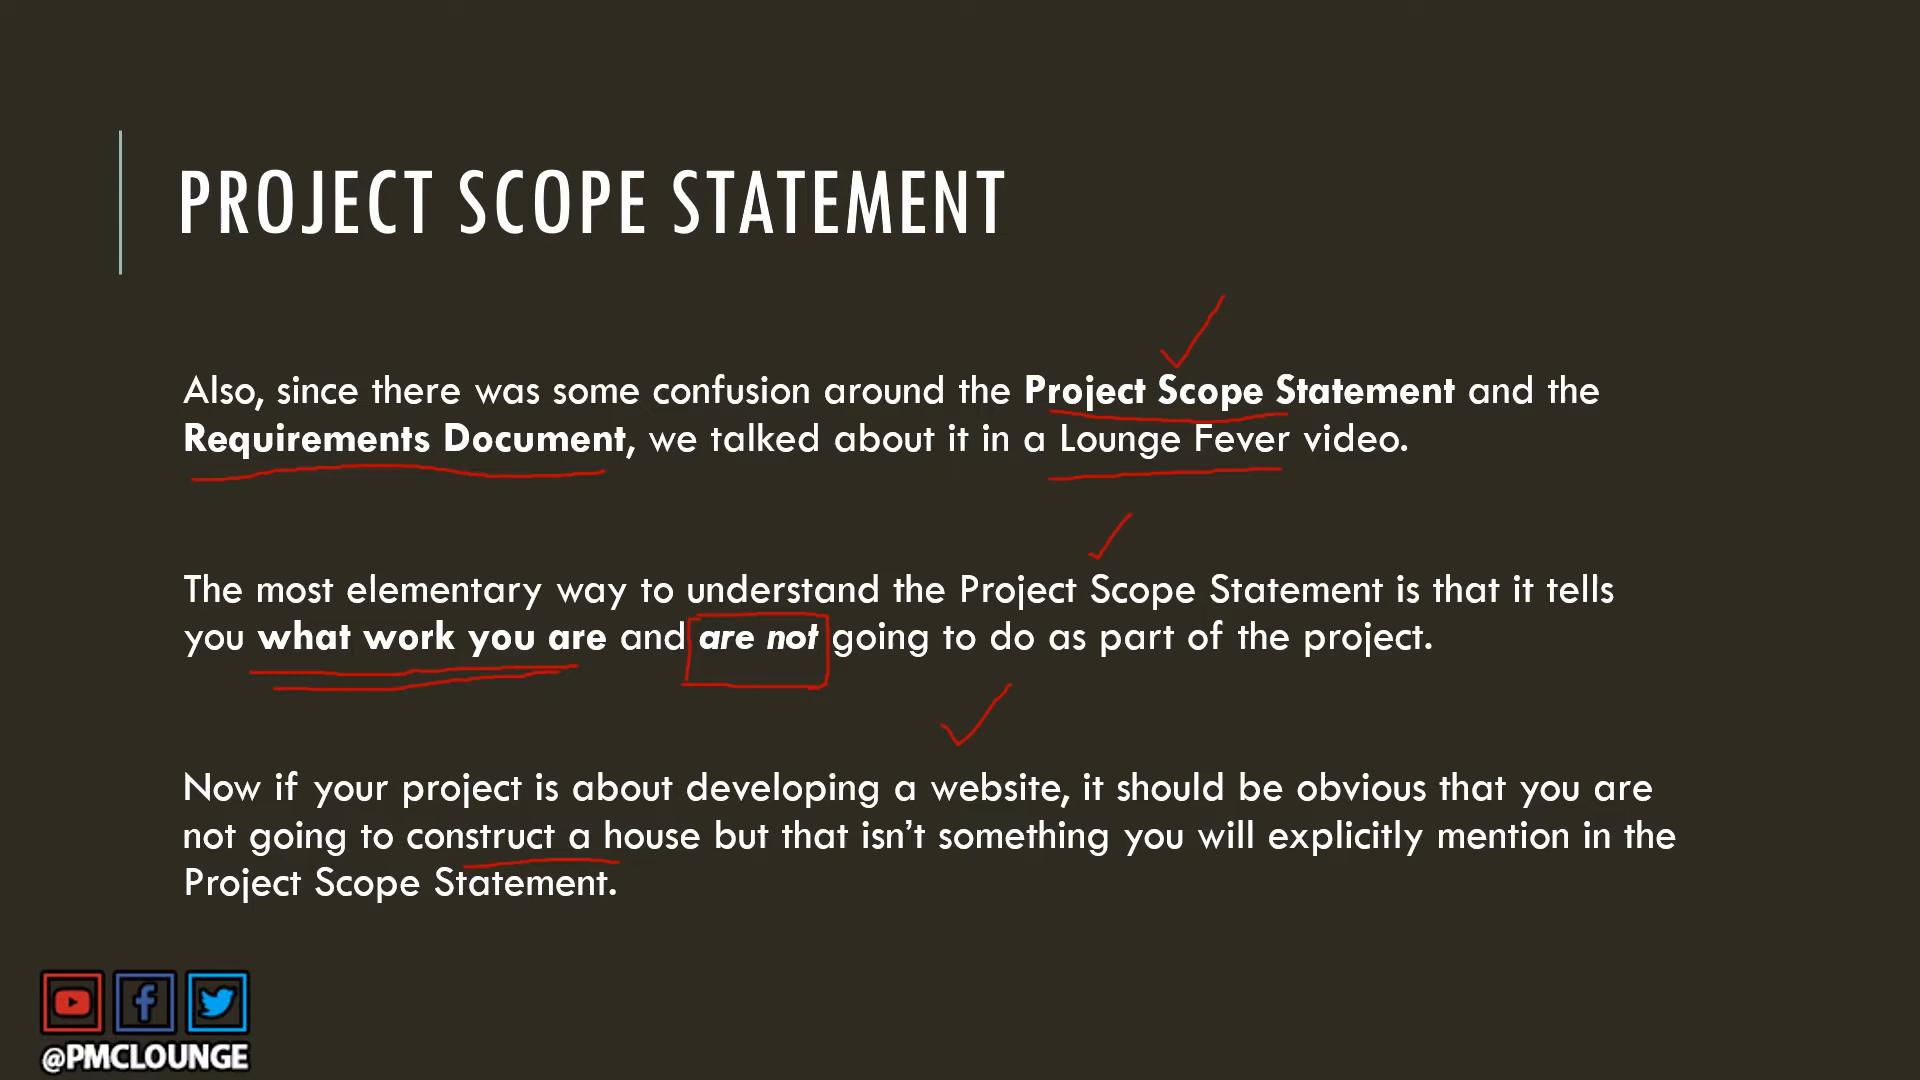 PROJECT SCOPE STATEMENT
Also, since there was some confusion around the Project Scope Statement and the
Requirements Document, we talked about it in a Lounge Fever video.
The most elementary way to understand the Project Scope Statement is that it tells
you what work you are and are not going to do as part of the project.
Now if your project is about developing a website, it should be obvious that you are
not going to construct a house but that isn’t something you will explicitly mention in the
Project Scope Statement.
@PMCLOUNGE